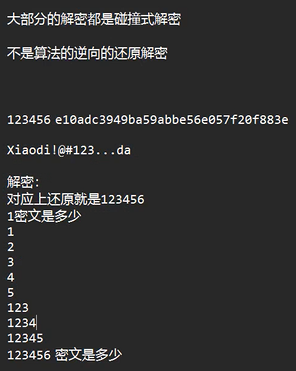 大部分的解密都是碰撞式解密
不是算法的逆向的还原解密
123456 e10adc3949ba59abbe56e057f20f883e
Xiaodi!@#123...da
解密:
对应上还原就是123456
1密文是多少
1
2
3
4
5
123
1234
12345
123456 密文是多少